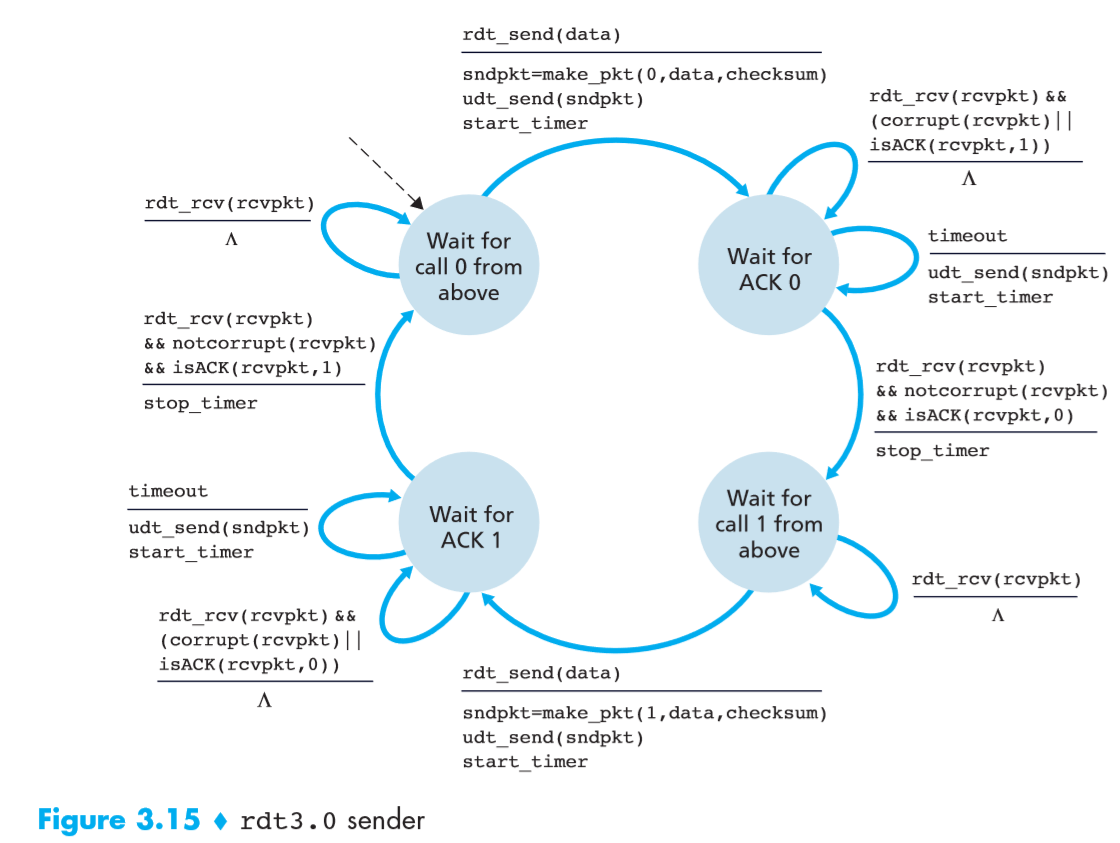 rdt_send(data)
sndpkt=make_pkt(0,data,checksum)
udt_send(sndpkt)
start_timer
rdt_rcv(rcvpkt) &&
(corrupt(rcvpkt)||
isACK(rcvpkt,1))
Λ
rdt_rcv(rcvpkt)
Λ
Wait for
call 0 from
above
Wait for
ACK 0
timeout
udt_send(sndpkt)
start_timer
rdt_rcv(rcvpkt)
&& notcorrupt(rcvpkt)
&& isACK(rcvpkt,1)
stop_timer
rdt_rcv(rcvpkt)
&& notcorrupt(rcvpkt)
&& isACK(rcvpkt,0)
stop_timer
timeout
udt_send(sndpkt)
start_timer
Wait for
ACK 1
Wait for
call 1 from
above
rdt_rcv(rcvpkt)
Λ
rdt_rcv(rcvpkt) &&
(corrupt(rcvpkt)||
isACK(rcvpkt,0))
Λ
rdt_send(data)
sndpkt=make_pkt(1,data,checksum)
udt_send(sndpkt)
start_timer
Figure 3.15 ♦ rdt3.0 sender